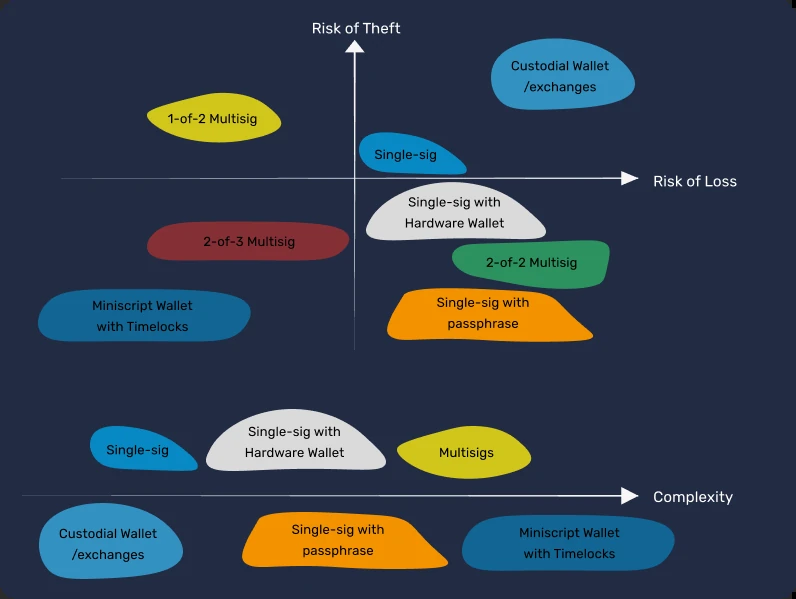 Risk of Theft
Custodial Wallet
/exchanges
1-of-2 Multisig
Single-sig
Risk of Loss
Single-sig with
Hardware Wallet
2-of-3 Multisig
2-of-2 Multisig
Miniscript Wallet
with Timelocks
Single-sig with
passphrase
Single-sig
Single-sig with
Hardware Wallet
Multisigs
Complexity
Custodial Wallet
/exchanges
Single-sig with
passphrase
Miniscript Wallet
with Timelocks